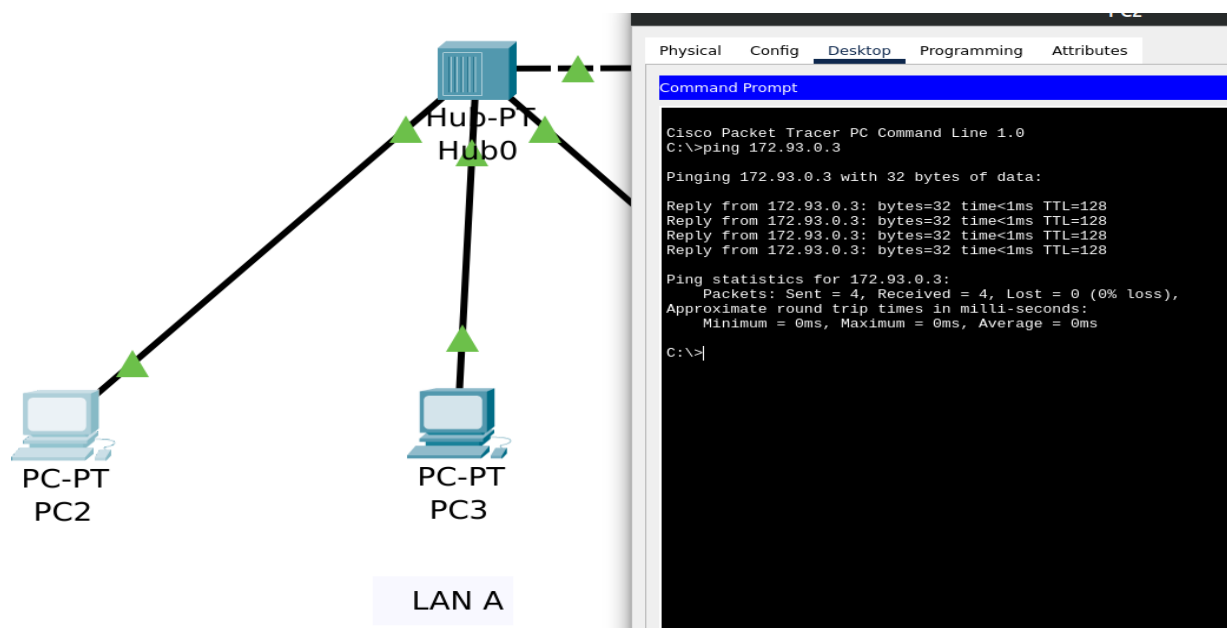 Hub-PT
Hub0
PC-PT
PC2
PC-PT
PC3
LAN A
PC2
Physical Config Desktop Programming Attributes
Command Prompt
Cisco Packet Tracer PC Command Line 1.0
C:\>ping 172.93.0.3
Pinging 172.93.0.3 with 32 bytes of data:
Reply from 172.93.0.3: bytes=32 time<1ms TTL=128
Reply from 172.93.0.3: bytes=32 time<1ms TTL=128
Reply from 172.93.0.3: bytes=32 time<1ms TTL=128
Reply from 172.93.0.3: bytes=32 time<1ms TTL=128
Ping statistics for 172.93.0.3:
Packets: Sent = 4, Received = 4, Lost = 0 (0% loss),
Approximate round trip times in milli-seconds:
Minimum = 0ms, Maximum = 0ms, Average = 0ms
C:\>